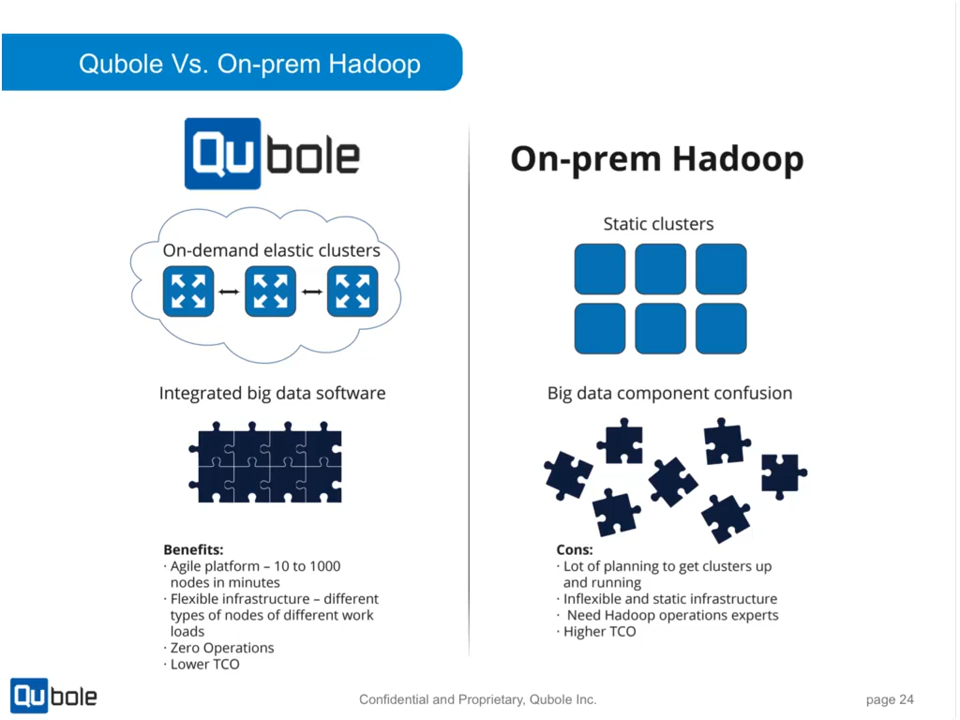 Qubole Vs. On-prem Hadoop
Qubole
On-demand elastic clusters
Integrated big data software
Benefits:
· Agile platform – 10 to 1000
nodes in minutes
· Flexible infrastructure – different
types of nodes of different work
loads
· Zero Operations
· Lower TCO
On-prem Hadoop
Static clusters
Big data component confusion
Cons:
· Lot of planning to get clusters up
and running
· Inflexible and static infrastructure
· Need Hadoop operations experts
· Higher TCO
Qubole
Confidential and Proprietary, Qubole Inc.
page 24